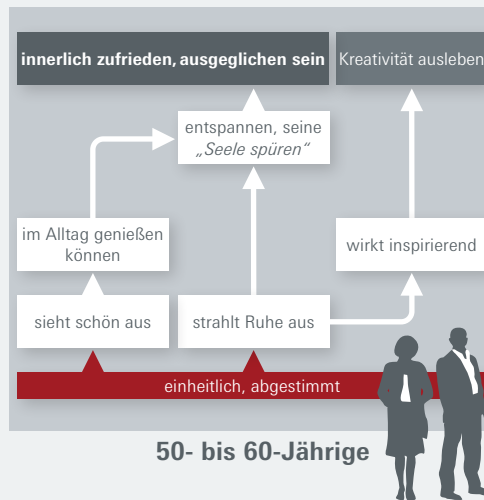 innerlich zufrieden, ausgeglichen sein
Kreativität ausleben
entspannen, seine
„Seele spüren“
im Alltag genießen
können
wirkt inspirierend
sieht schön aus
strahlt Ruhe aus
einheitlich, abgestimmt
50- bis 60-Jährige